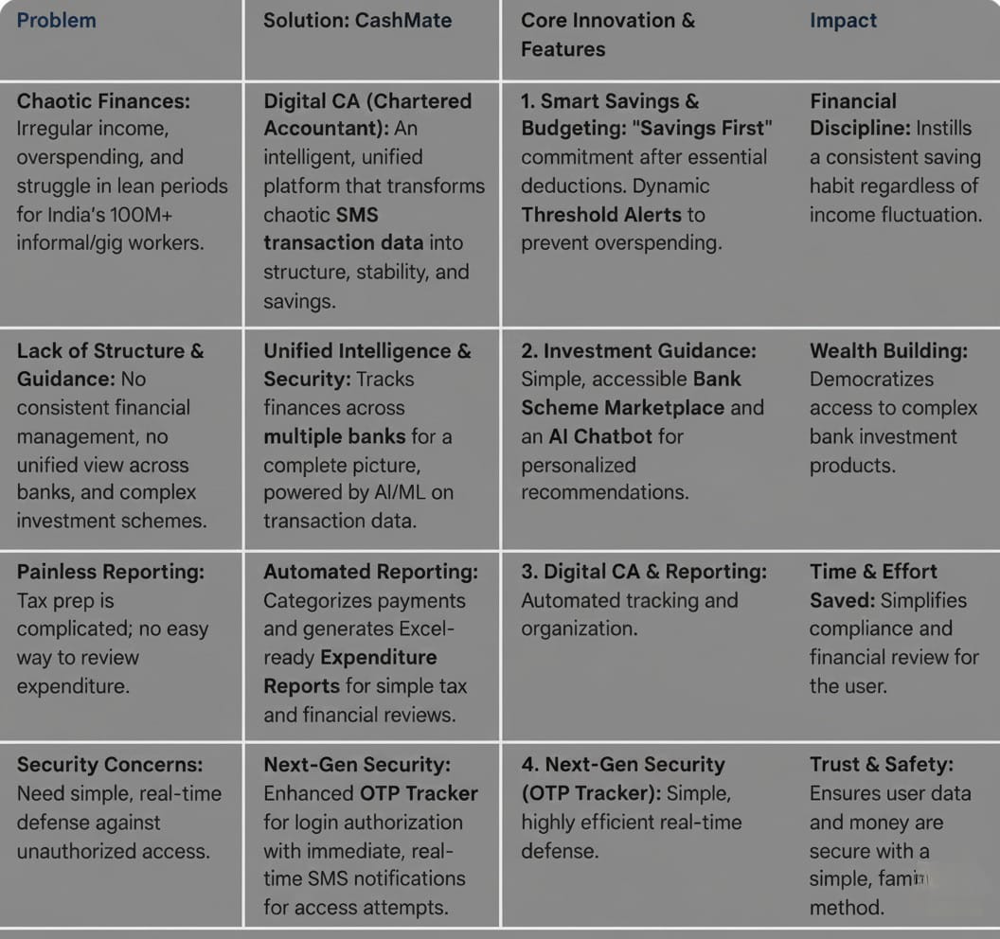 Problem
Solution: CashMate
Core Innovation &
Features
Impact
Chaotic Finances:
Irregular income,
overspending, and
struggle in lean periods
for India's 100M+
informal/gig workers.
Digital CA (Chartered
Accountant): An
intelligent, unified
platform that transforms
chaotic SMS
transaction data into
structure, stability, and
savings.
1. Smart Savings &
Budgeting: "Savings First"
commitment after essential
deductions. Dynamic
Threshold Alerts to
prevent overspending.
Financial
Discipline: Instills
a consistent saving
habit regardless of
income fluctuation.
Lack of Structure &
Guidance: No
consistent financial
management, no
unified view across
banks, and complex
investment schemes.
Unified Intelligence &
Security: Tracks
finances across
multiple banks for a
complete picture,
powered by AI/ML on
transaction data.
2. Investment Guidance:
Simple, accessible Bank
Scheme Marketplace and
an AI Chatbot for
personalized
recommendations.
Wealth Building:
Democratizes
access to complex
bank investment
products.
Painless Reporting:
Tax prep is
complicated; no easy
way to review
expenditure.
Automated Reporting:
Categorizes payments
and generates Excel-
ready Expenditure
Reports for simple tax
and financial reviews.
3. Digital CA & Reporting:
Automated tracking and
organization.
Time & Effort
Saved: Simplifies
compliance and
financial review for
the user.
Security Concerns:
Need simple, real-time
defense against
unauthorized access.
Next-Gen Security:
Enhanced OTP Tracker
for login authorization
with immediate, real-
time SMS notifications
for access attempts.
4. Next-Gen Security
(OTP Tracker): Simple,
highly efficient real-time
defense.
Trust & Safety:
Ensures user data
and money are
secure with a
simple,
method.